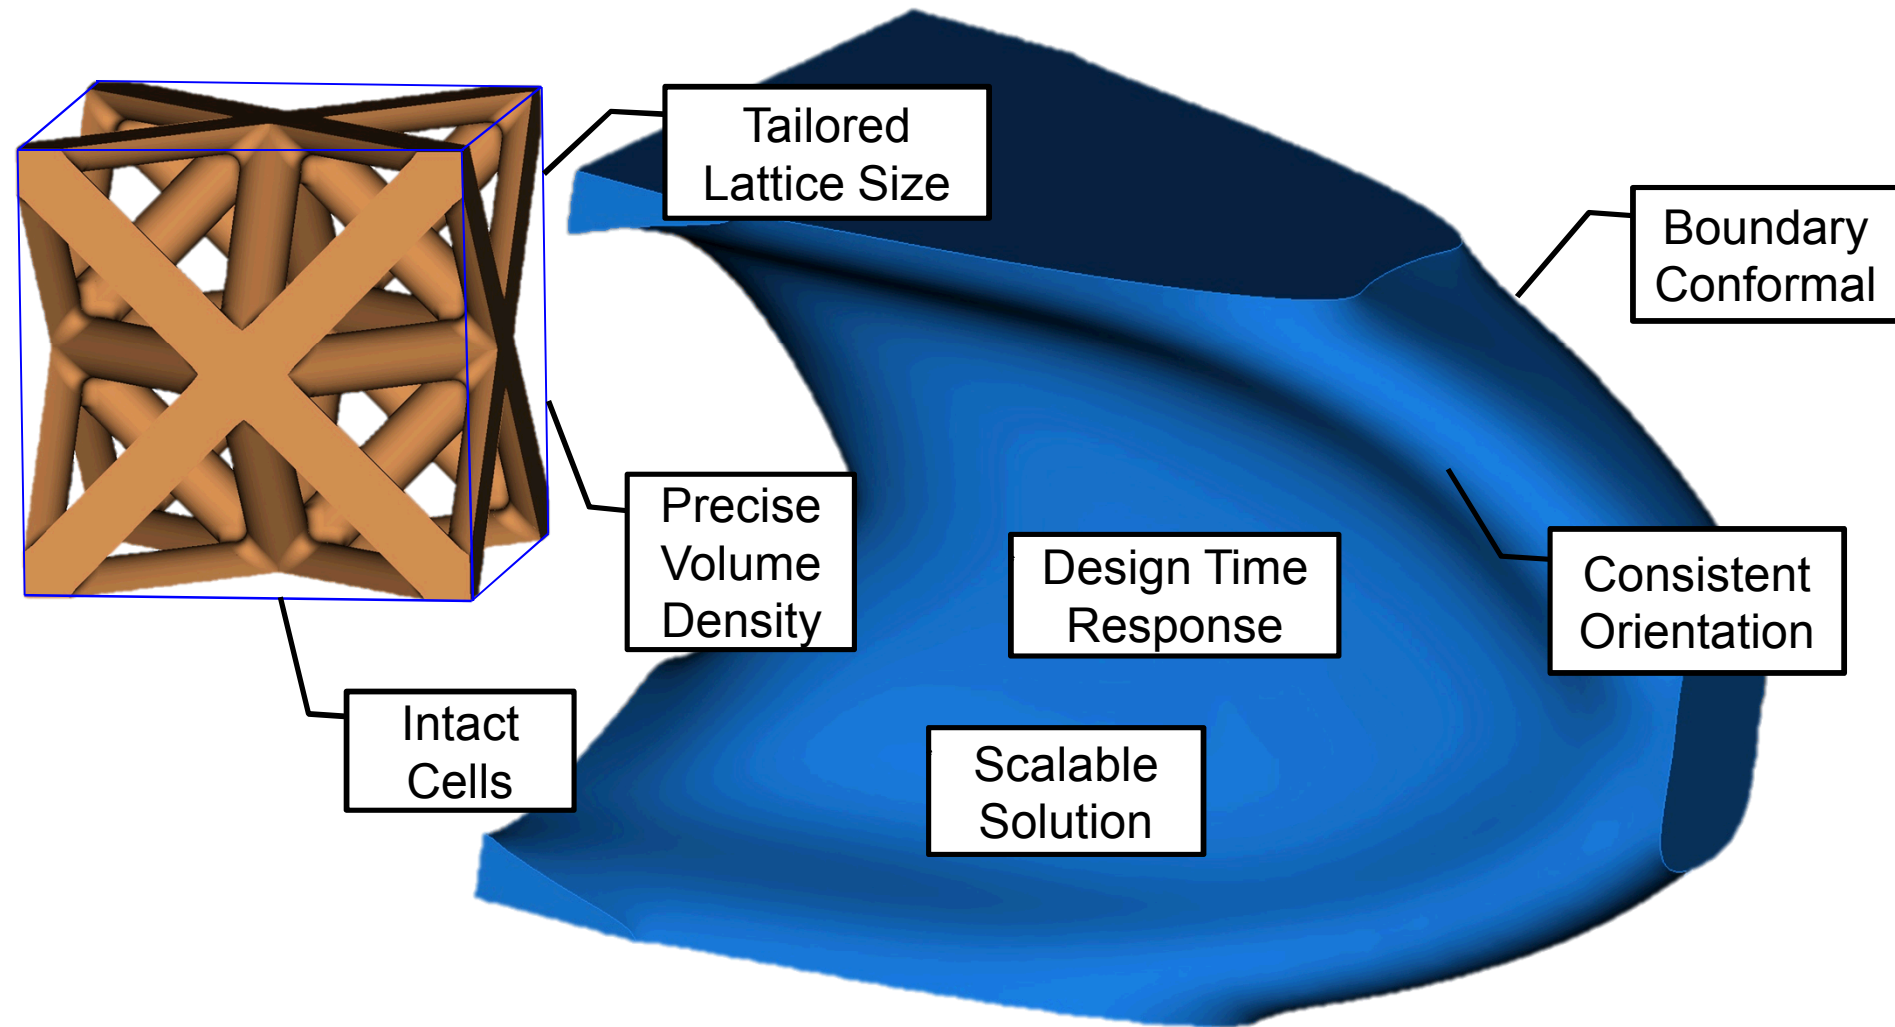 Tailored
Lattice Size
Boundary
Conformal
Precise
Volume
Density
Design Time
Response
Consistent
Orientation
Intact
Cells
Scalable
Solution